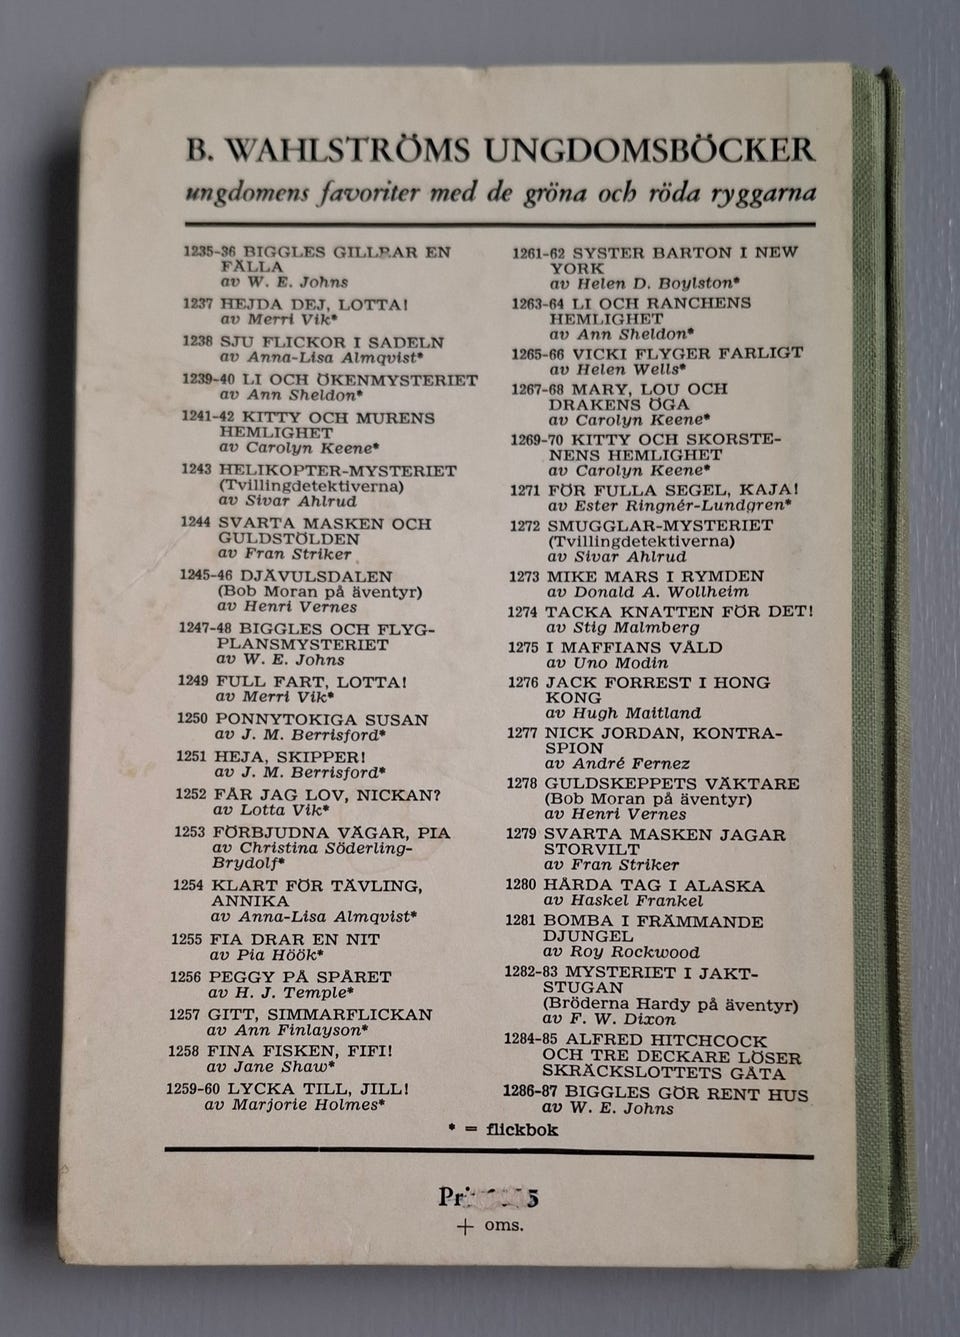 B. WAHLSTRÖMS UNGDOMSBÖCKER
ungdomens favoriter med de gröna och röda ryggarna
1235-36 BIGGLES GILLRAR EN
FÄLLA
av W. E. Johns
1237 HEJDA DEJ, LOTTA!
av Merri Vik*
1238 SJU FLICKOR I SADELN
av Anna-Lisa Almqvist*
1239-40 LI OCH ÖKENMYSTERIET
av Ann Sheldon*
1241-42 KITTY OCH MURENS
HEMLIGHET
av Carolyn Keene*
1243 HELIKOPTER-MYSTERIET
(Tvillingdetektiverna)
av Sivar Ahlrud
1244 SVARTA MASKEN OCH
GULDSTÖLDEN
av Fran Striker
1245-46 DJÄVULSDALEN
(Bob Moran på äventyr)
av Henri Vernes
1247-48 BIGGLES OCH FLYG-
PLANSMYSTERIET
av W. E. Johns
1249 FULL FART, LOTTA!
av Merri Vik*
1250 PONNYTOKIGA SUSAN
av J. M. Berrisford*
1251 HEJA, SKIPPER!
av J. M. Berrisford*
1252 FÅR JAG LOV, NICKAN?
av Lotta Vik*
1253 FÖRBJUDNA VÄGAR, PIA
av Christina Söderling-
Brydolf*
1254 KLART FÖR TÄVLING,
ANNIKA
av Anna-Lisa Almqvist*
1255 FIA DRAR EN NIT
av Pia Höök*
1256 PEGGY PÅ SPÅRET
av H. J. Temple*
1257 GITT, SIMMARFLICKAN
av Ann Finlayson*
1258 FINA FISKEN, FIFI!
av Jane Shaw*
1259-60 LYCKA TILL, JILL!
av Marjorie Holmes*
1261-62 SYSTER BARTON I NEW
YORK
av Helen D. Boylston*
1263-64 LI OCH RANCHENS
HEMLIGHET
av Ann Sheldon*
1265-66 VICKI FLYGER FARLIGT
av Helen Wells*
1267-68 MARY, LOU OCH
DRAKENS ÖGA
av Carolyn Keene*
1269-70 KITTY OCH SKORSTE-
NENS HEMLIGHET
av Carolyn Keene*
1271 FÖR FULLA SEGEL, KAJA!
av Ester Ringnér-Lundgren*
1272 SMUGGLAR-MYSTERIET
(Tvillingdetektiverna)
av Sivar Ahlrud
1273 MIKE MARS I RYMDEN
av Donald A. Wollheim
1274 TACKA KNATTEN FÖR DET!
av Stig Malmberg
1275 I MAFFIANS VÅLD
av Uno Modin
1276 JACK FORREST I HONG
KONG
av Hugh Maitland
1277 NICK JORDAN, KONTRA-
SPION
av André Fernez
1278 GULDSKEPPETS VÄKTARE
(Bob Moran på äventyr)
av Henri Vernes
1279 SVARTA MASKEN JAGAR
STORVILT
av Fran Striker
1280 HÅRDA TAG I ALASKA
av Haskel Frankel
1281 BOMBA I FRÄMMANDE
DJUNGEL
av Roy Rockwood
1282-83 MYSTERIET I JAKT-
STUGAN
(Bröderna Hardy på äventyr)
av F. W. Dixon
1284-85 ALFRED HITCHCOCK
OCH TRE DECKARE LÖSER
SKRÄCKSLOTTETS GÅTA
1286-87 BIGGLES GÖR RENT HUS
av W. E. Johns
* = flickbok
+ oms.